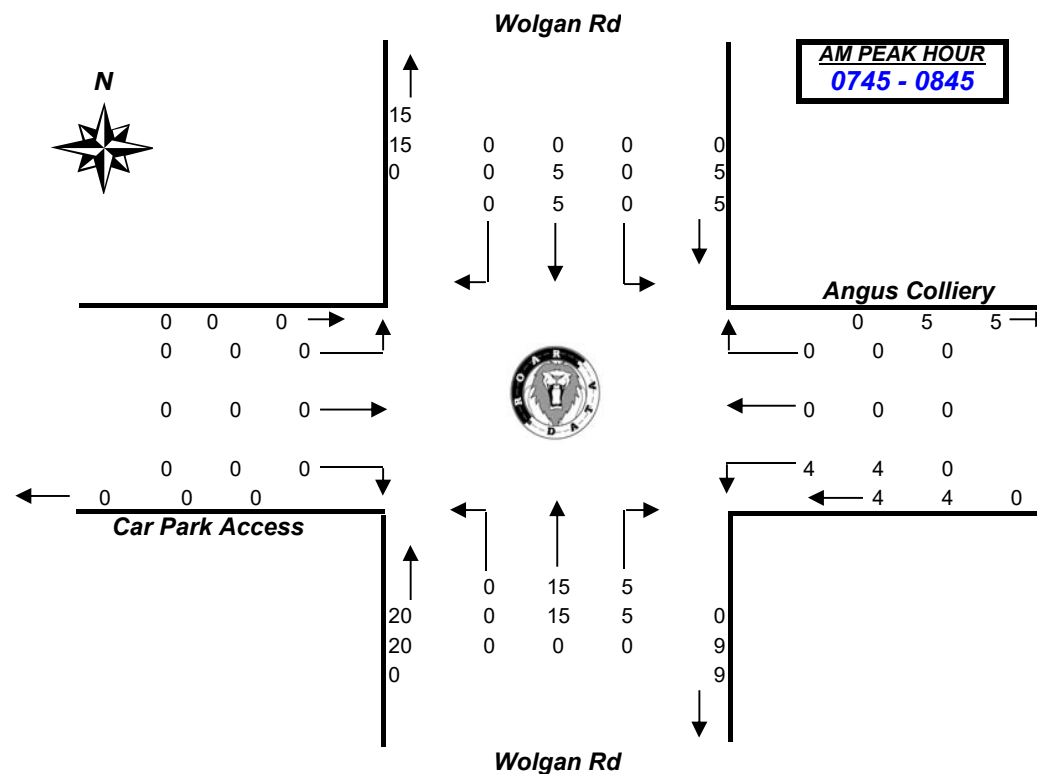 Wolgan Rd
AM PEAK HOUR
0745 - 0845
N
15
15 0 0 0 0
0 0 5 0 5
0 5 0 5
Angus Colliery
0 0 0 0 5 5
0 0 0 0 0 0
ROAR DATA
0 0 0 0 0 0
0 0 0 4 4 0
0 0 0 4 4 0
Car Park Access
0 15 5
20 0 15 5 0
20 0 0 0 9
0 9
Wolgan Rd